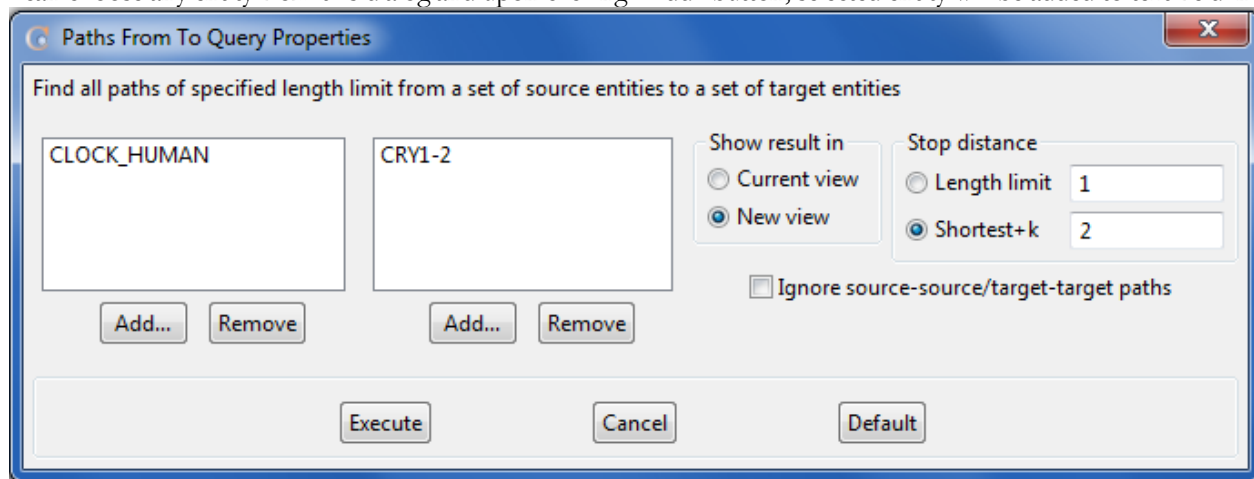 Paths From To Query Properties
Find all paths of specified length limit from a set of source entities to a set of target entities
CLOCK_HUMAN
CRY1-2
Show result in
Current view
New view
Stop distance
Length limit 1
Shortest+k 2
Ignore source-source/target-target paths
Add... Remove
Add... Remove
Execute Cancel Default